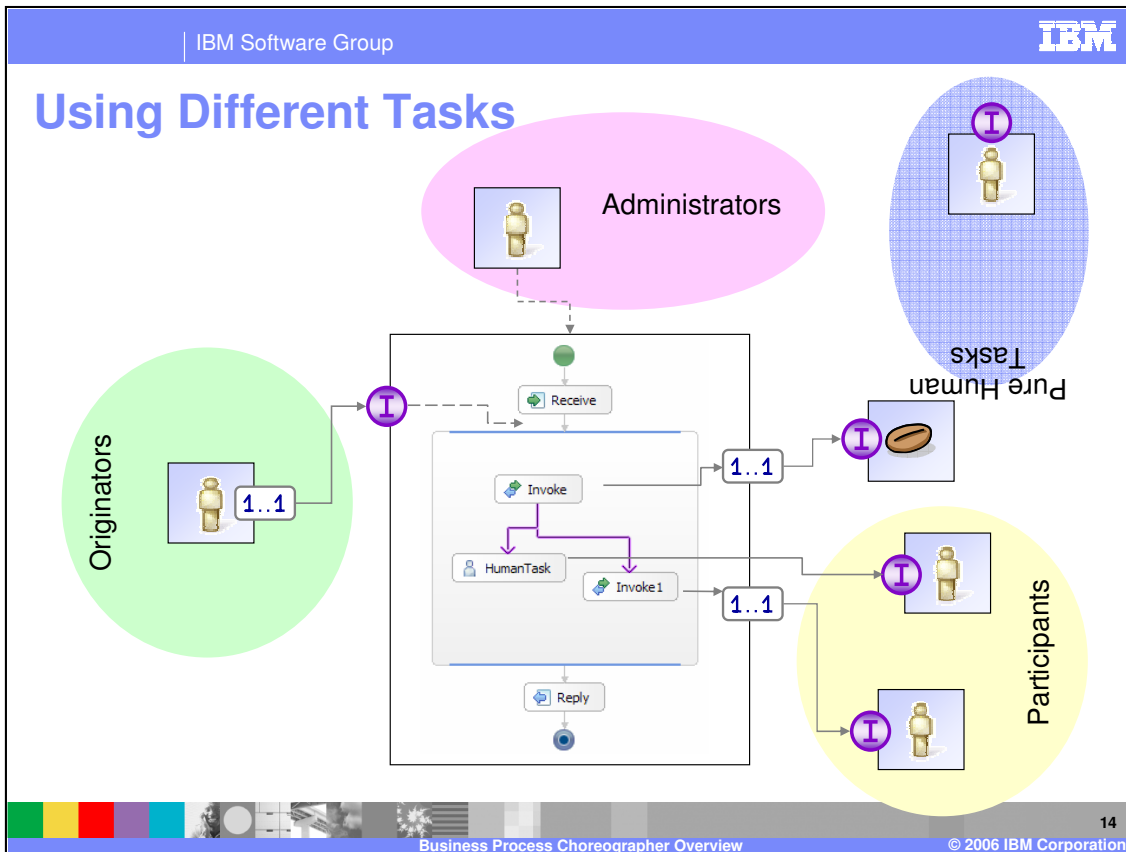 IBM Software Group
IBM
Using Different Tasks
Administrators
I
Pure Human
Tasks
Originators
1..1
I
Receive
Invoke
HumanTask
Invoke1
Reply
1..1
1..1
I
I
I
Participants
14
Business Process Choreographer Overview
© 2006 IBM Corporation